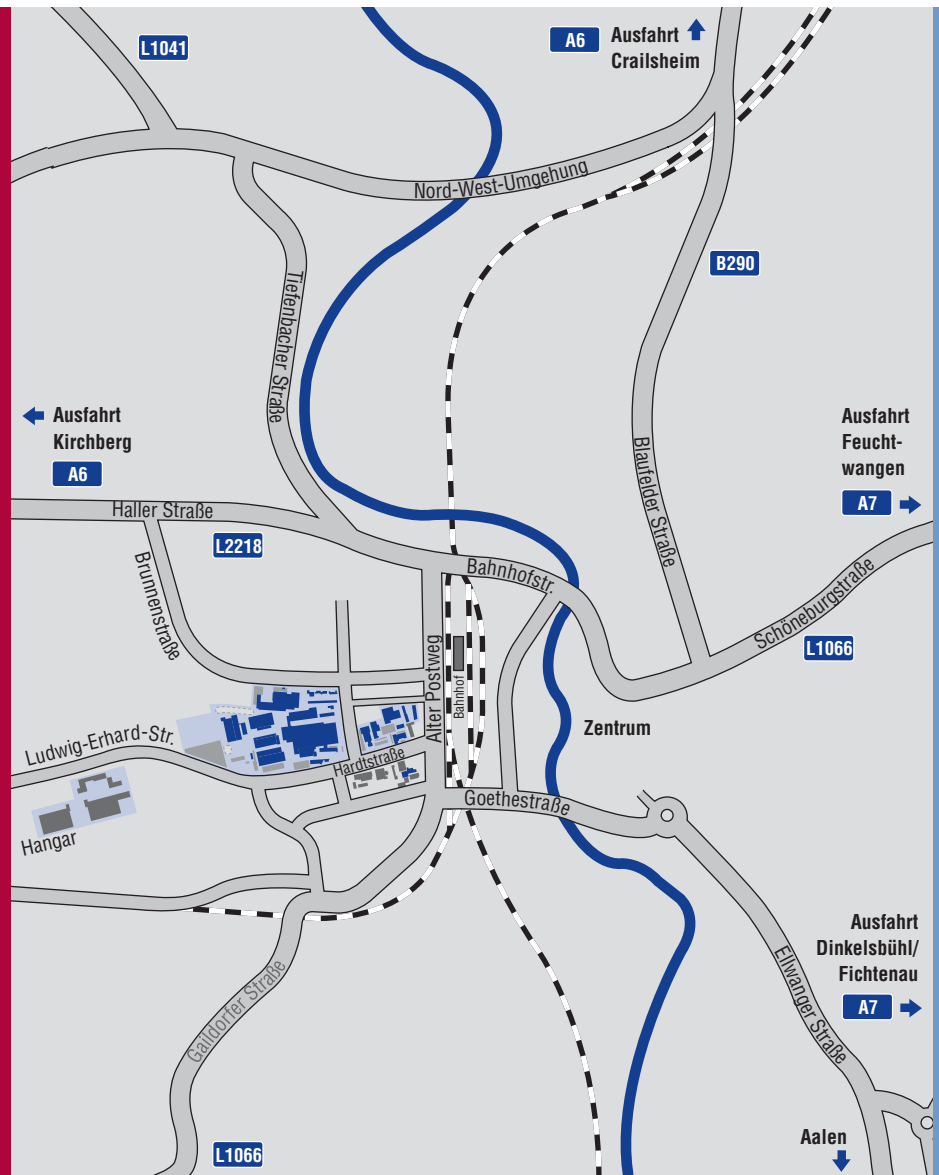 L1041
A6
Ausfahrt
Crailsheim
Nord-West-Umgehung
B290
Tiefenbacher Straße
Ausfahrt
Kirchberg
A6
Ausfahrt
Feucht-
wangen
A7
Blaufelder Straße
Haller Straße
L2218
Bahnhofstr.
Brunnenstraße
Schöneburgstraße
L1066
Alter Postweg
Bahnhof
Zentrum
Ludwig-Erhard-Str.
Hardtstraße
Goethestraße
Hangar
Ausfahrt
Dinkelsbühl/
Fichtenau
A7
Ellwanger Straße
Gaildorfer Straße
Aalen
L1066